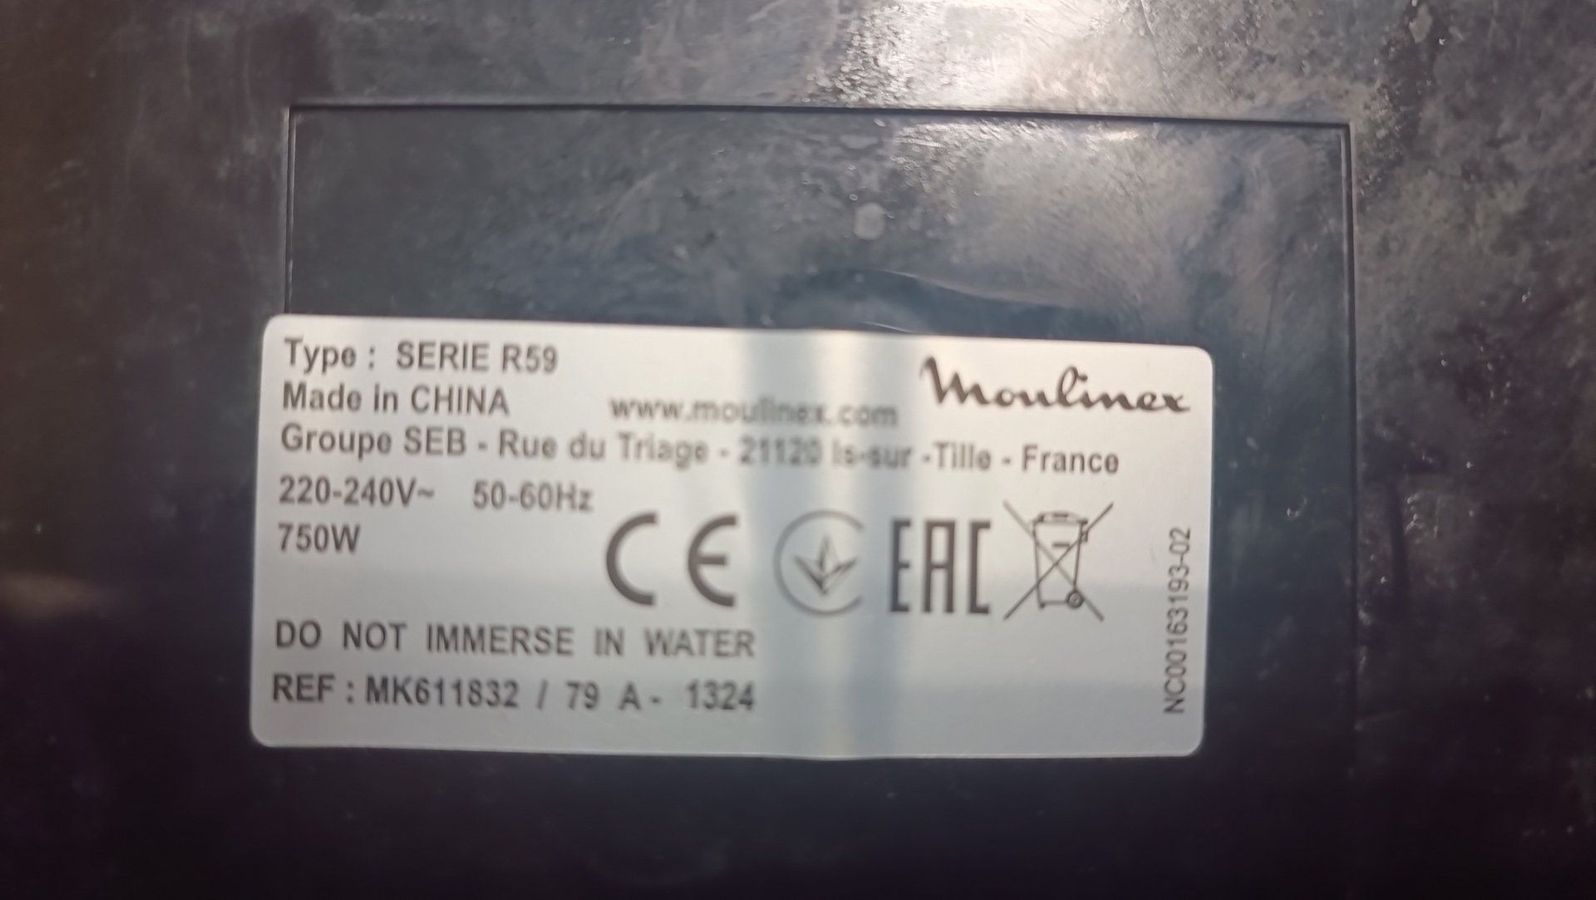 Type : SERIE R59
Made in CHINA
www.moulinex.com
Moulinex
Groupe SEB - Rue du Triage - 21120 Is-sur -Tille - France
220-240V~ 50-60Hz
750W
CE
EAC
DO NOT IMMERSE IN WATER
REF : MK611832 / 79 A - 1324
NC00163193-02